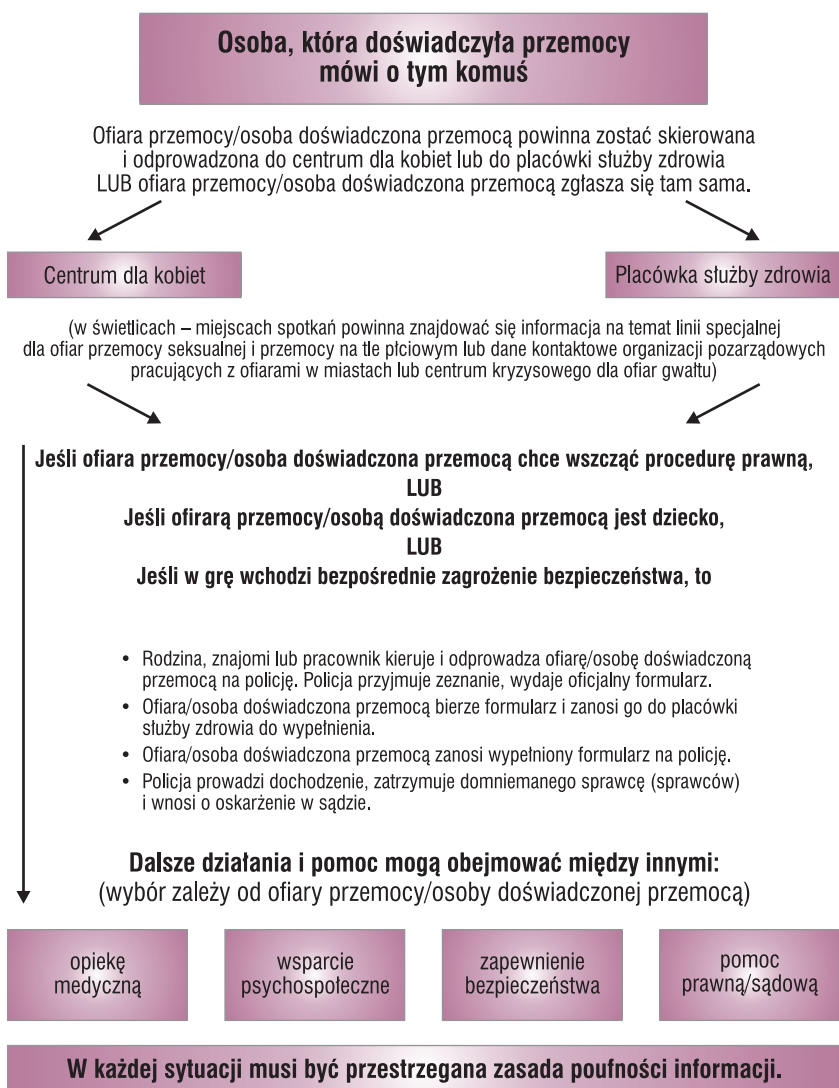 Osoba, która doświadczyła przemocy
mówi o tym komuś
Ofiara przemocy/osoba doświadczona przemocą powinna zostać skierowana
i odprowadzona do centrum dla kobiet lub do placówki służby zdrowia
LUB ofiara przemocy/osoba doświadczona przemocą zgłasza się tam sama.
Centrum dla kobiet
Placówka służby zdrowia
(w świetlicach – miejscach spotkań powinna znajdować się informacja na temat linii specjalnej
dla ofiar przemocy seksualnej i przemocy na tle płciowym lub dane kontaktowe organizacji pozarządowych
pracujących z ofiarami w miastach lub centrum kryzysowego dla ofiar gwałtu)
Jeśli ofiara przemocy/osoba doświadczona przemocą chce wszcząć procedurę prawną,
LUB
Jeśli ofirarą przemocy/osobą doświadczona przemocą jest dziecko,
LUB
Jeśli w grę wchodzi bezpośrednie zagrożenie bezpieczeństwa, to
• Rodzina, znajomi lub pracownik kieruje i odprowadza ofiarę/osobę doświadczoną
przemocą na policję. Policja przyjmuje zeznanie, wydaje oficjalny formularz.
• Ofiara/osoba doświadczona przemocą bierze formularz i zanosi go do placówki
służby zdrowia do wypełnienia.
• Ofiara/osoba doświadczona przemocą zanosi wypełniony formularz na policję.
• Policja prowadzi dochodzenie, zatrzymuje domniemanego sprawcę (sprawców)
i wnosi o oskarżenie w sądzie.
Dalsze działania i pomoc mogą obejmować między innymi:
(wybór zależy od ofiary przemocy/osoby doświadczonej przemocą)
opiekę
medyczną
wsparcie
psychospołeczne
zapewnienie
bezpieczeństwa
pomoc
prawną/sądową
W każdej sytuacji musi być przestrzegana zasada poufności informacji.